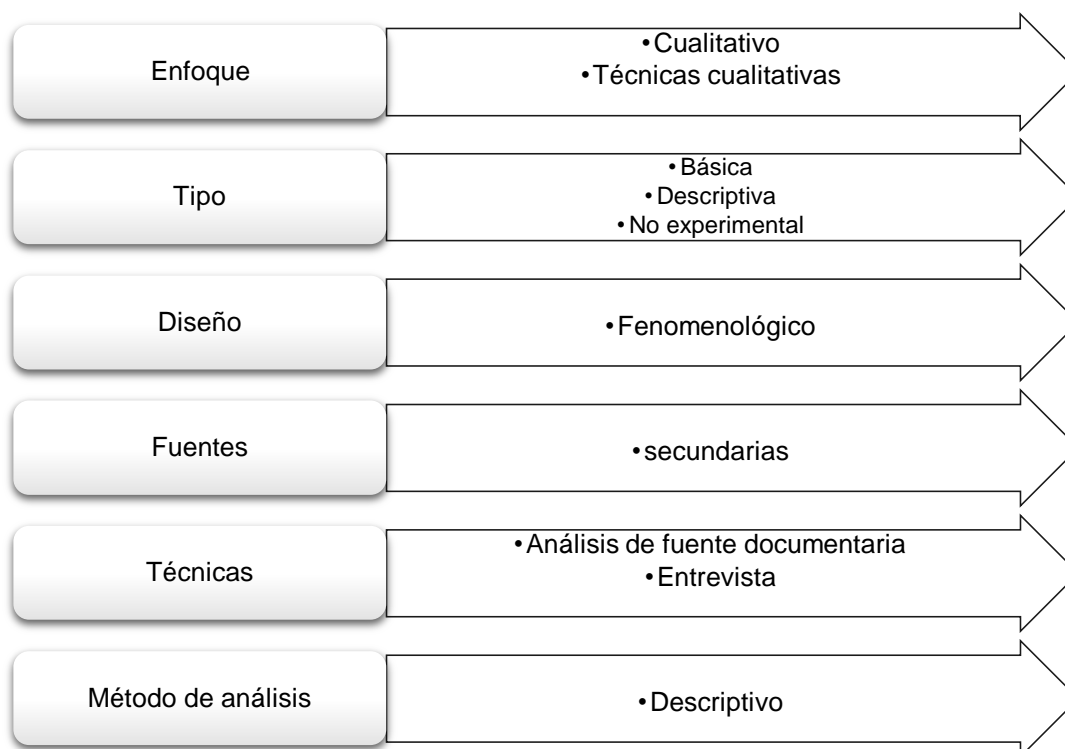 Enfoque
•Cualitativo
•Técnicas cualitativas
Tipo
•Básica
•Descriptiva
•No experimental
Diseño
•Fenomenológico
Fuentes
•secundarias
Técnicas
•Análisis de fuente documentaria
•Entrevista
Método de análisis
•Descriptivo